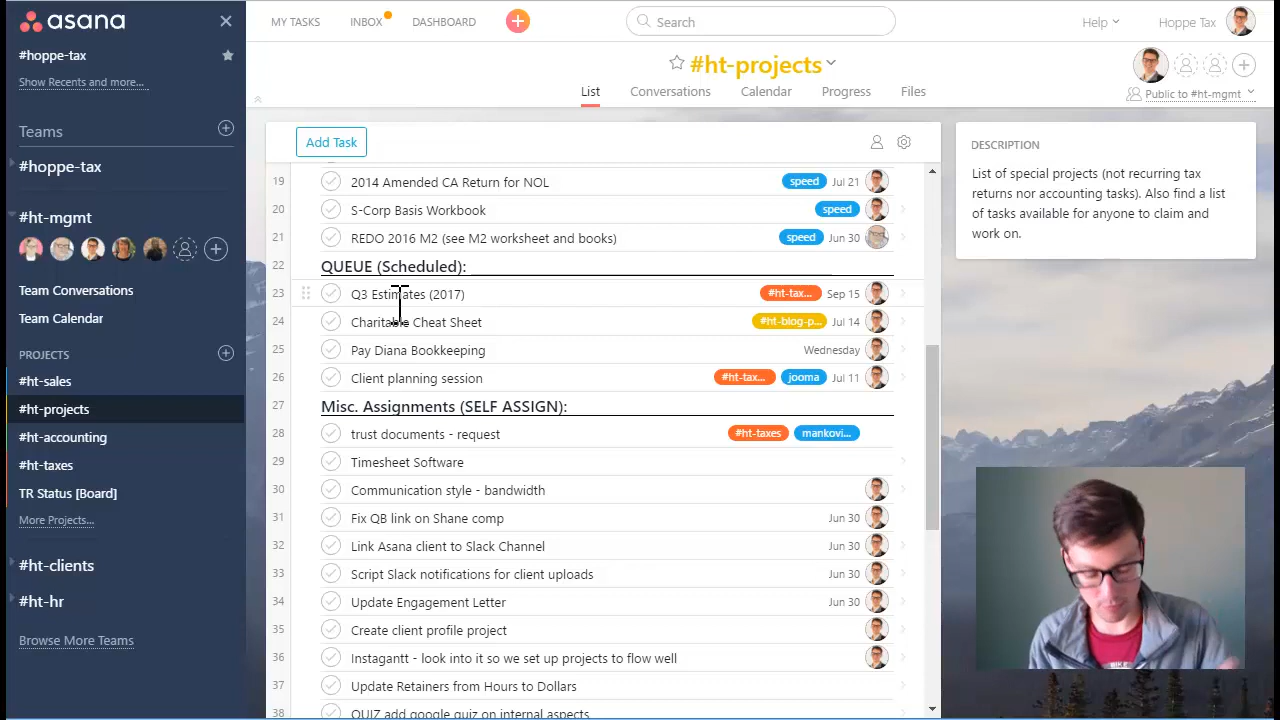 asana
#hoppe-tax
Show Recents and more...
Teams
#hoppe-tax
#ht-mgmt
Team Conversations
Team Calendar
PROJECTS
#ht-sales
#ht-projects
#ht-accounting
#ht-taxes
TR Status [Board]
More Projects...
#ht-clients
#ht-hr
Browse More Teams
MY TASKS INBOX DASHBOARD Search Help Hoppe Tax
#ht-projects
List Conversations Calendar Progress Files
Public to #ht-mgmt
Add Task
19 2014 Amended CA Return for NOL speed Jul 21
20 S-Corp Basis Workbook speed
21 REDO 2016 M2 (see M2 worksheet and books) speed Jun 30
22 QUEUE (Scheduled):
23 Q3 Estimates (2017) #ht-tax... Sep 15
24 Charitable Cheat Sheet #ht-blog-p... Jul 14
25 Pay Diana Bookkeeping Wednesday
26 Client planning session #ht-tax... jooma Jul 11
27 Misc. Assignments (SELF ASSIGN):
28 trust documents - request #ht-taxes mankovi...
29 Timesheet Software
30 Communication style - bandwidth
31 Fix QB link on Shane comp Jun 30
32 Link Asana client to Slack Channel Jun 30
33 Script Slack notifications for client uploads Jun 30
34 Update Engagement Letter Jun 30
35 Create client profile project
36 Instagantt - look into it so we set up projects to flow well
37 Update Retainers from Hours to Dollars
38 QUIZ add google quiz on internal aspects
DESCRIPTION
List of special projects (not recurring tax
returns nor accounting tasks). Also find a list
of tasks available for anyone to claim and
work on.